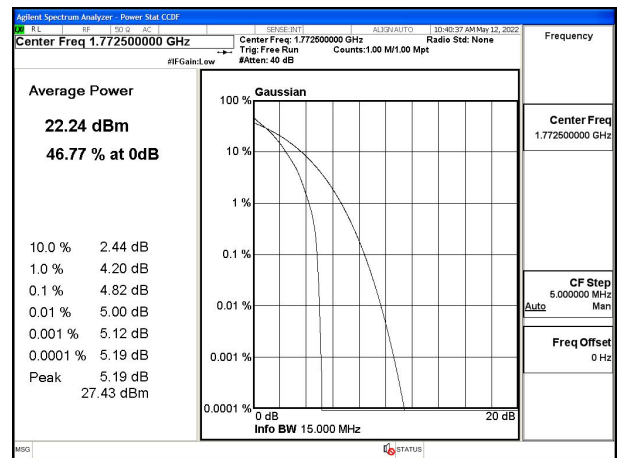 Agilent Spectrum Analyzer - Power Stat CCDF
RL RF 50 Ω AC SENSE:INT ALIGN AUTO 10:40:37 AM May 12, 2022
Center Freq 1.772500000 GHz
Center Freq: 1.772500000 GHz Radio Std: None
Trig: Free Run Counts:1.00 M/1.00 Mpt
#IFGain:Low #Atten: 40 dB
Frequency
Average Power
22.24 dBm
46.77 % at 0dB
10.0 % 2.44 dB
1.0 % 4.20 dB
0.1 % 4.82 dB
0.01 % 5.00 dB
0.001 % 5.12 dB
0.0001 % 5.19 dB
Peak 5.19 dB
27.43 dBm
Gaussian
100 %
10 %
1 %
0.1 %
0.01 %
0.001 %
0.0001 %
0 dB 20 dB
Info BW 15.000 MHz
Center Freq
1.772500000 GHz
CF Step
5.000000 MHz
Auto Man
Freq Offset
0 Hz
MSG STATUS